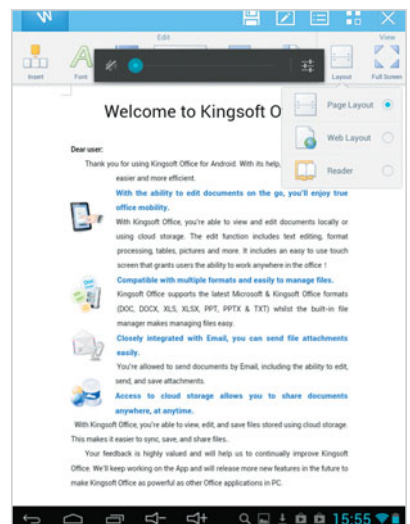 W
Edit
View
Insert
Font
Layout
Full Screen
Page Layout
Web Layout
Reader
Welcome to Kingsoft O
Dear user:
Thank you for using Kingsoft Office for Android. With its help,
easier and more efficient.
With the ability to edit documents on the go, you'll enjoy true
office mobility.
With Kingsoft Office, you're able to view and edit documents locally or
using cloud storage. The edit function includes text editing, format
processing, tables, pictures and more. It includes an easy to use touch
screen that grants users the ability to work anywhere in the office !
Compatible with multiple formats and easily to manage files.
Kingsoft Office supports the latest Microsoft & Kingsoft Office formats
(DOC, DOCX, XLS, XLSX, PPT, PPTX & TXT) whilst the built-in file
manager makes managing files easy.
Closely integrated with Email, you can send file attachments
easily.
You're allowed to send documents by Email, including the ability to edit,
send, and save attachments.
Access to cloud storage allows you to share documents
anywhere, at anytime.
With Kingsoft Office, you're able to view, edit, and save files stored using cloud storage.
This makes it easier to sync, save, and share files..
Your feedback is highly valued and will help us to continually improve Kingsoft
Office. We'll keep working on the App and will release more new features in the future to
make Kingsoft Office as powerful as other Office applications in PC.
15:55